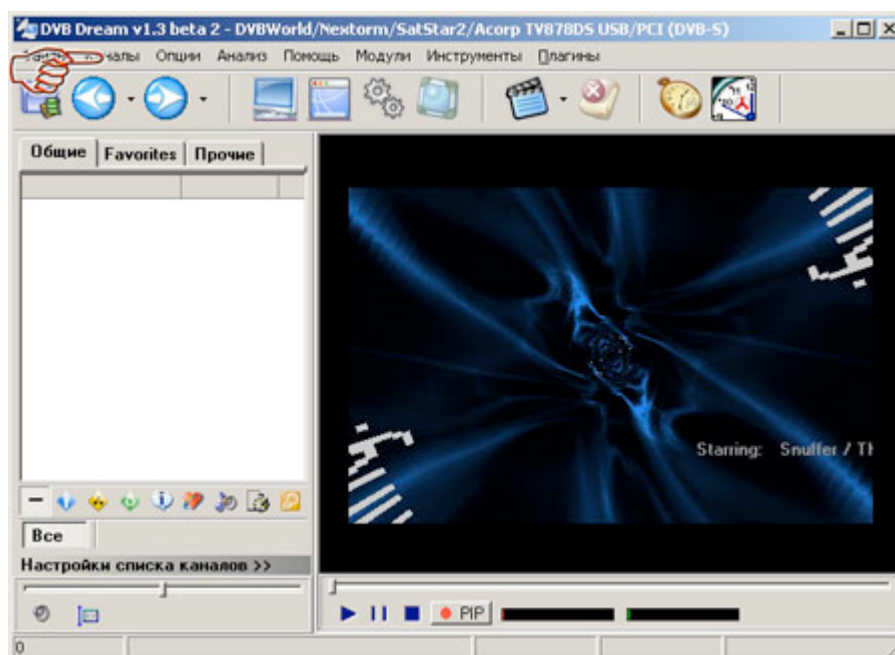 DVB Dream v1.3 beta 2 - DVBWorld/Nextorm/SatStar2/Acorp TV878DS USB/PCI (DVB-S)
Опции Анализ Помощь Модули Инструменты Плагины
Общие Favorites Прочие
Starring: Snuffer / Th
Все
Настройки списка каналов >>
PIP
0